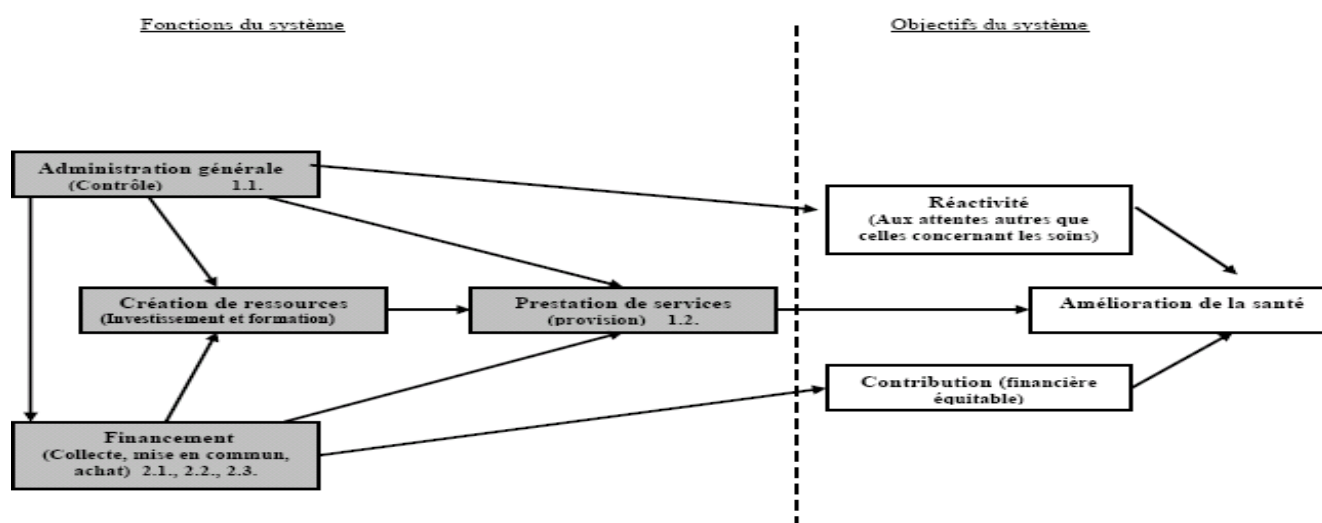 Fonctions du système
Objectifs du système
Administration générale
(Contrôle) 1.1.
Réactivité
(Aux attentes autres que
celles concernant les soins)
Création de ressources
(Investissement et formation)
Prestation de services
(provision) 1.2.
Amélioration de la santé
Contribution (financière
équitable)
Financement
(Collecte, mise en commun,
achat) 2.1., 2.2., 2.3.